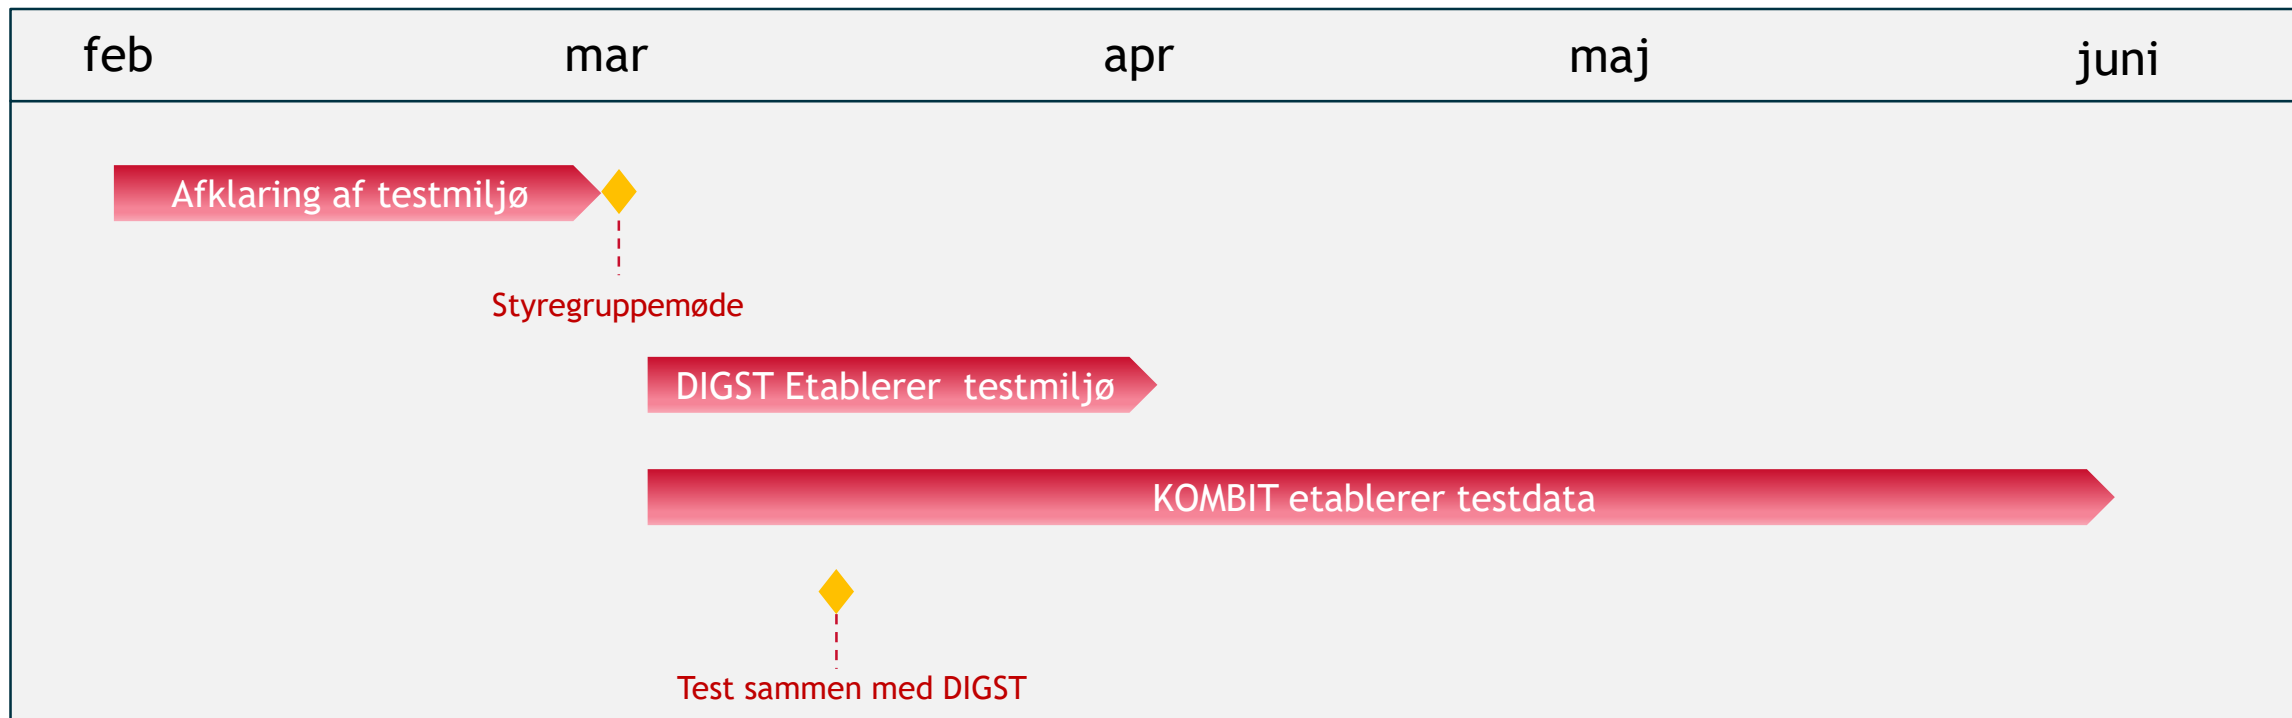 feb mar apr maj juni
Afklaring af testmiljø
Styregruppemøde
DIGST Etablerer  testmiljø
KOMBIT etablerer testdata
Test sammen med DIGST